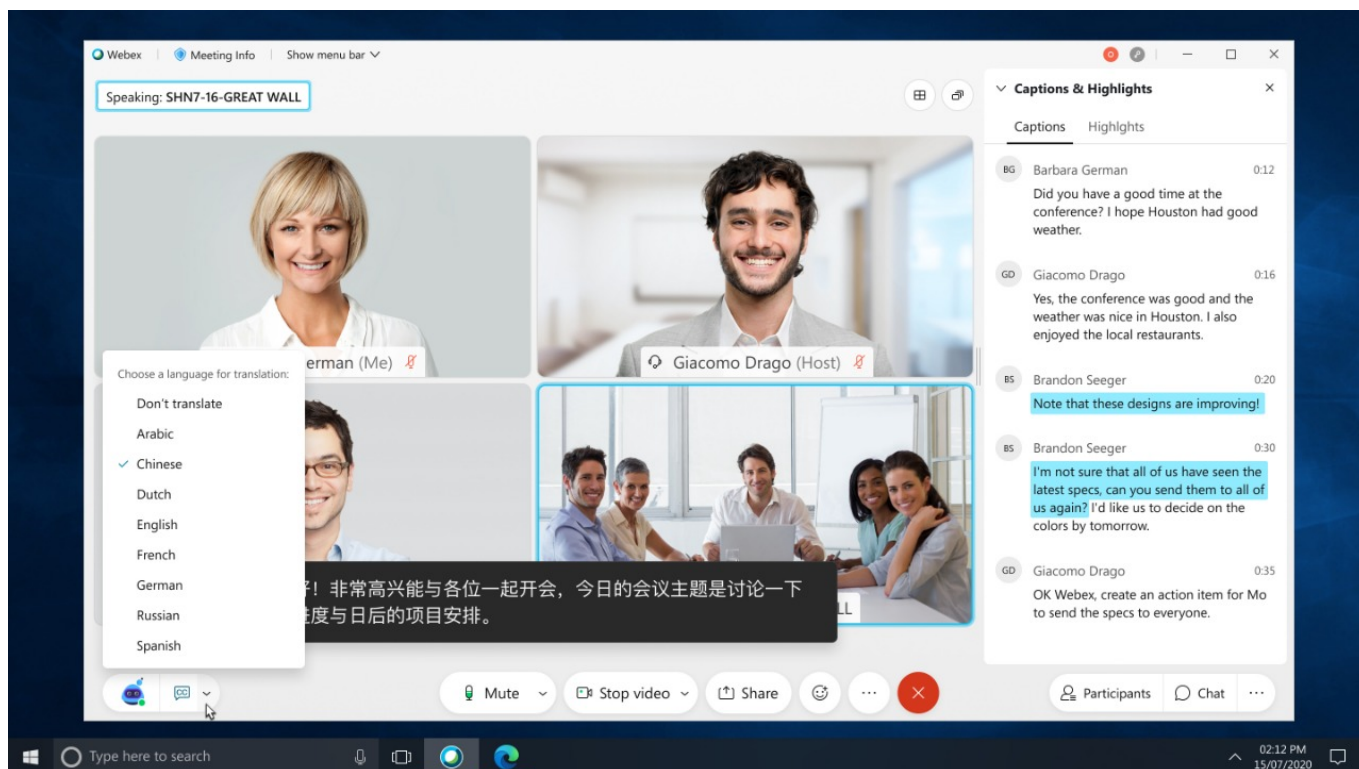 Webex
Meeting Info
Show menu bar
Speaking: SHN7-16-GREAT WALL
erman (Me)
Giacomo Drago (Host)
Choose a language for translation:
Don't translate
Arabic
Chinese
Dutch
English
French
German
Russian
Spanish
！非常高兴能与各位一起开会，今日的会议主题是讨论一下
度与日后的项目安排。
LL
CC
Mute
Stop video
Share
Captions & Highlights
Captions
Highlghts
BG
Barbara German
0:12
Did you have a good time at the
conference? I hope Houston had good
weather.
GD
Giacomo Drago
0:16
Yes, the conference was good and the
weather was nice in Houston. I also
enjoyed the local restaurants.
BS
Brandon Seeger
0:20
Note that these designs are improving!
BS
Brandon Seeger
0:30
I'm not sure that all of us have seen the
latest specs, can you send them to all of
us again? I'd like us to decide on the
colors by tomorrow.
GD
Giacomo Drago
0:35
OK Webex, create an action item for Mo
to send the specs to everyone.
Participants
Chat
Type here to search
02:12 PM
15/07/2020